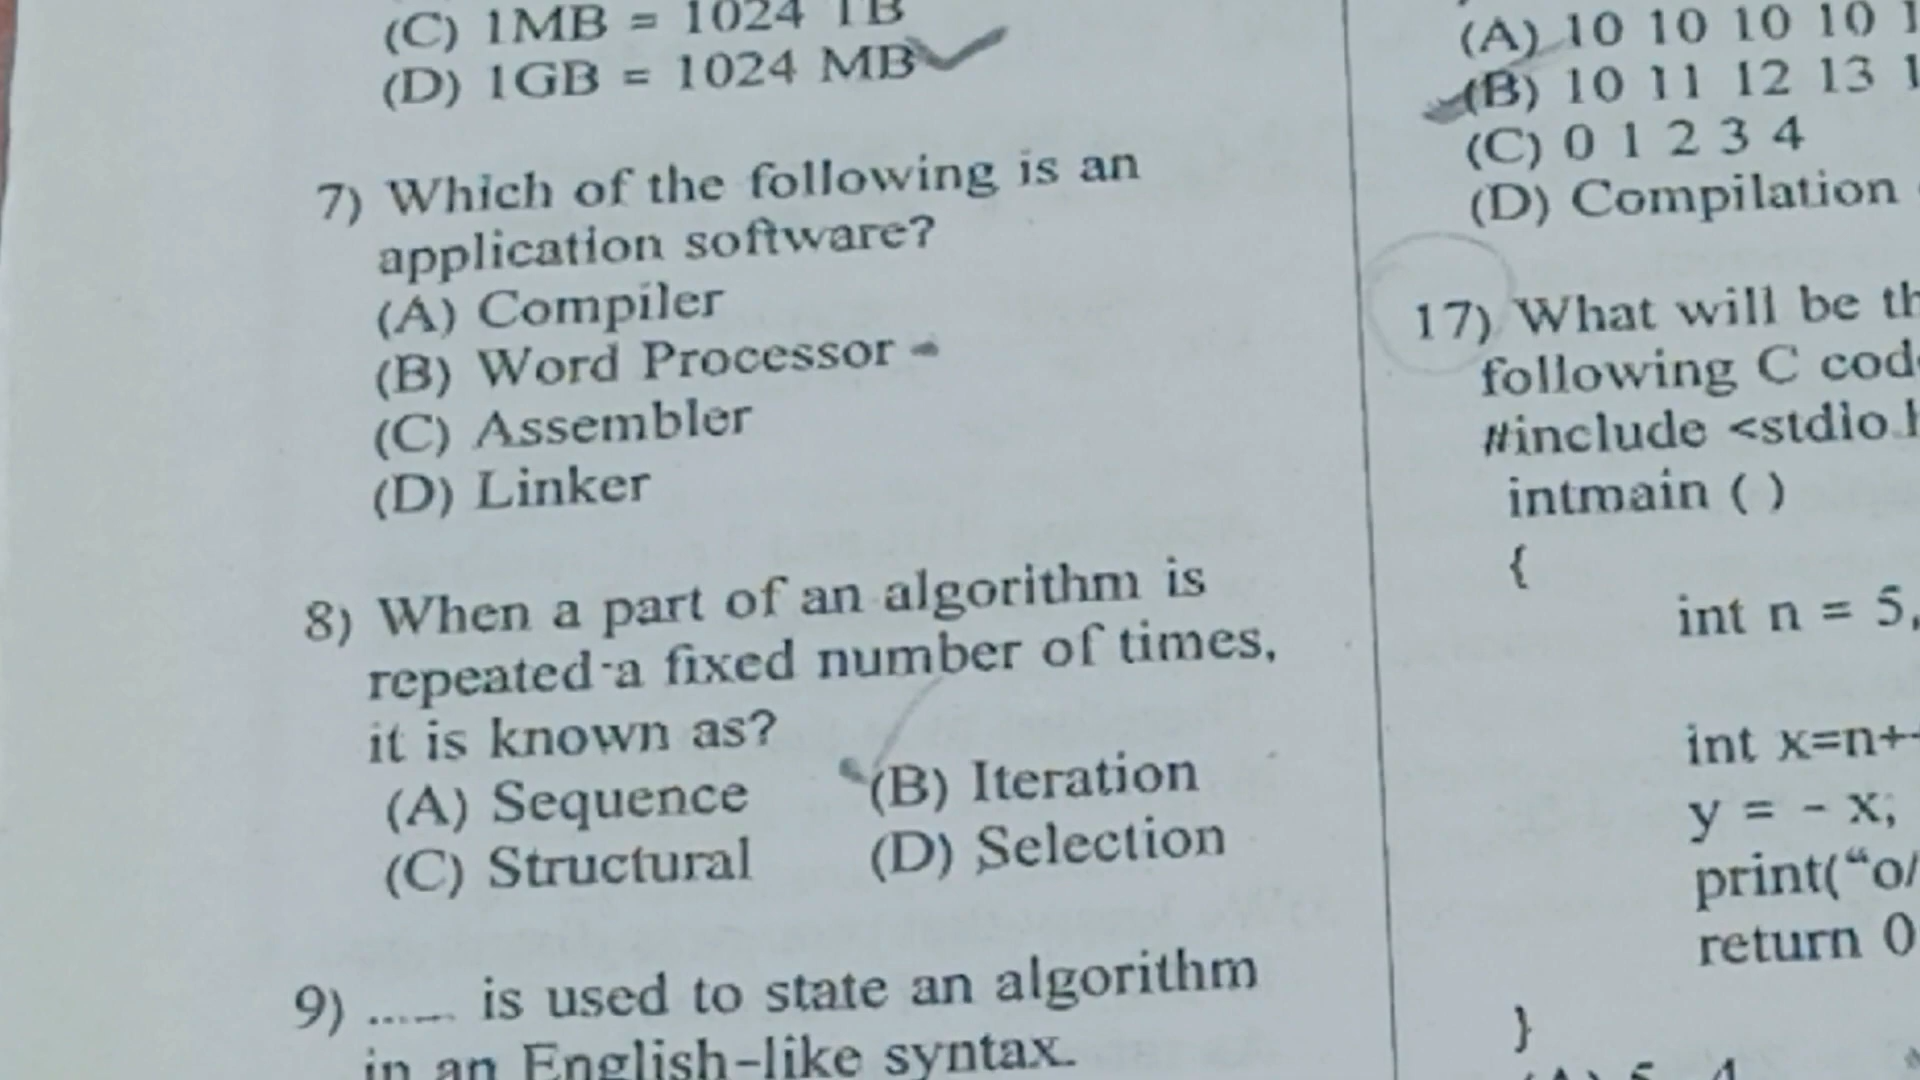 (C) 1MB = 1024 TB
(D) 1GB = 1024 MB
7) Which of the following is an
application software?
(A) Compiler
(B) Word Processor
(C) Assembler
(D) Linker
8) When a part of an algorithm is
repeated a fixed number of times,
it is known as?
(A) Sequence (B) Iteration
(C) Structural (D) Selection
9) ...... is used to state an algorithm
in an English-like syntax.
(A) 10 10 10 10 1
(B) 10 11 12 13 1
(C) 0 1 2 3 4
(D) Compilation
17) What will be th
following C cod
#include <stdio.h
intmain ( )
{
int n = 5,
int x=n+
y = - x;
print("o/
return 0
}